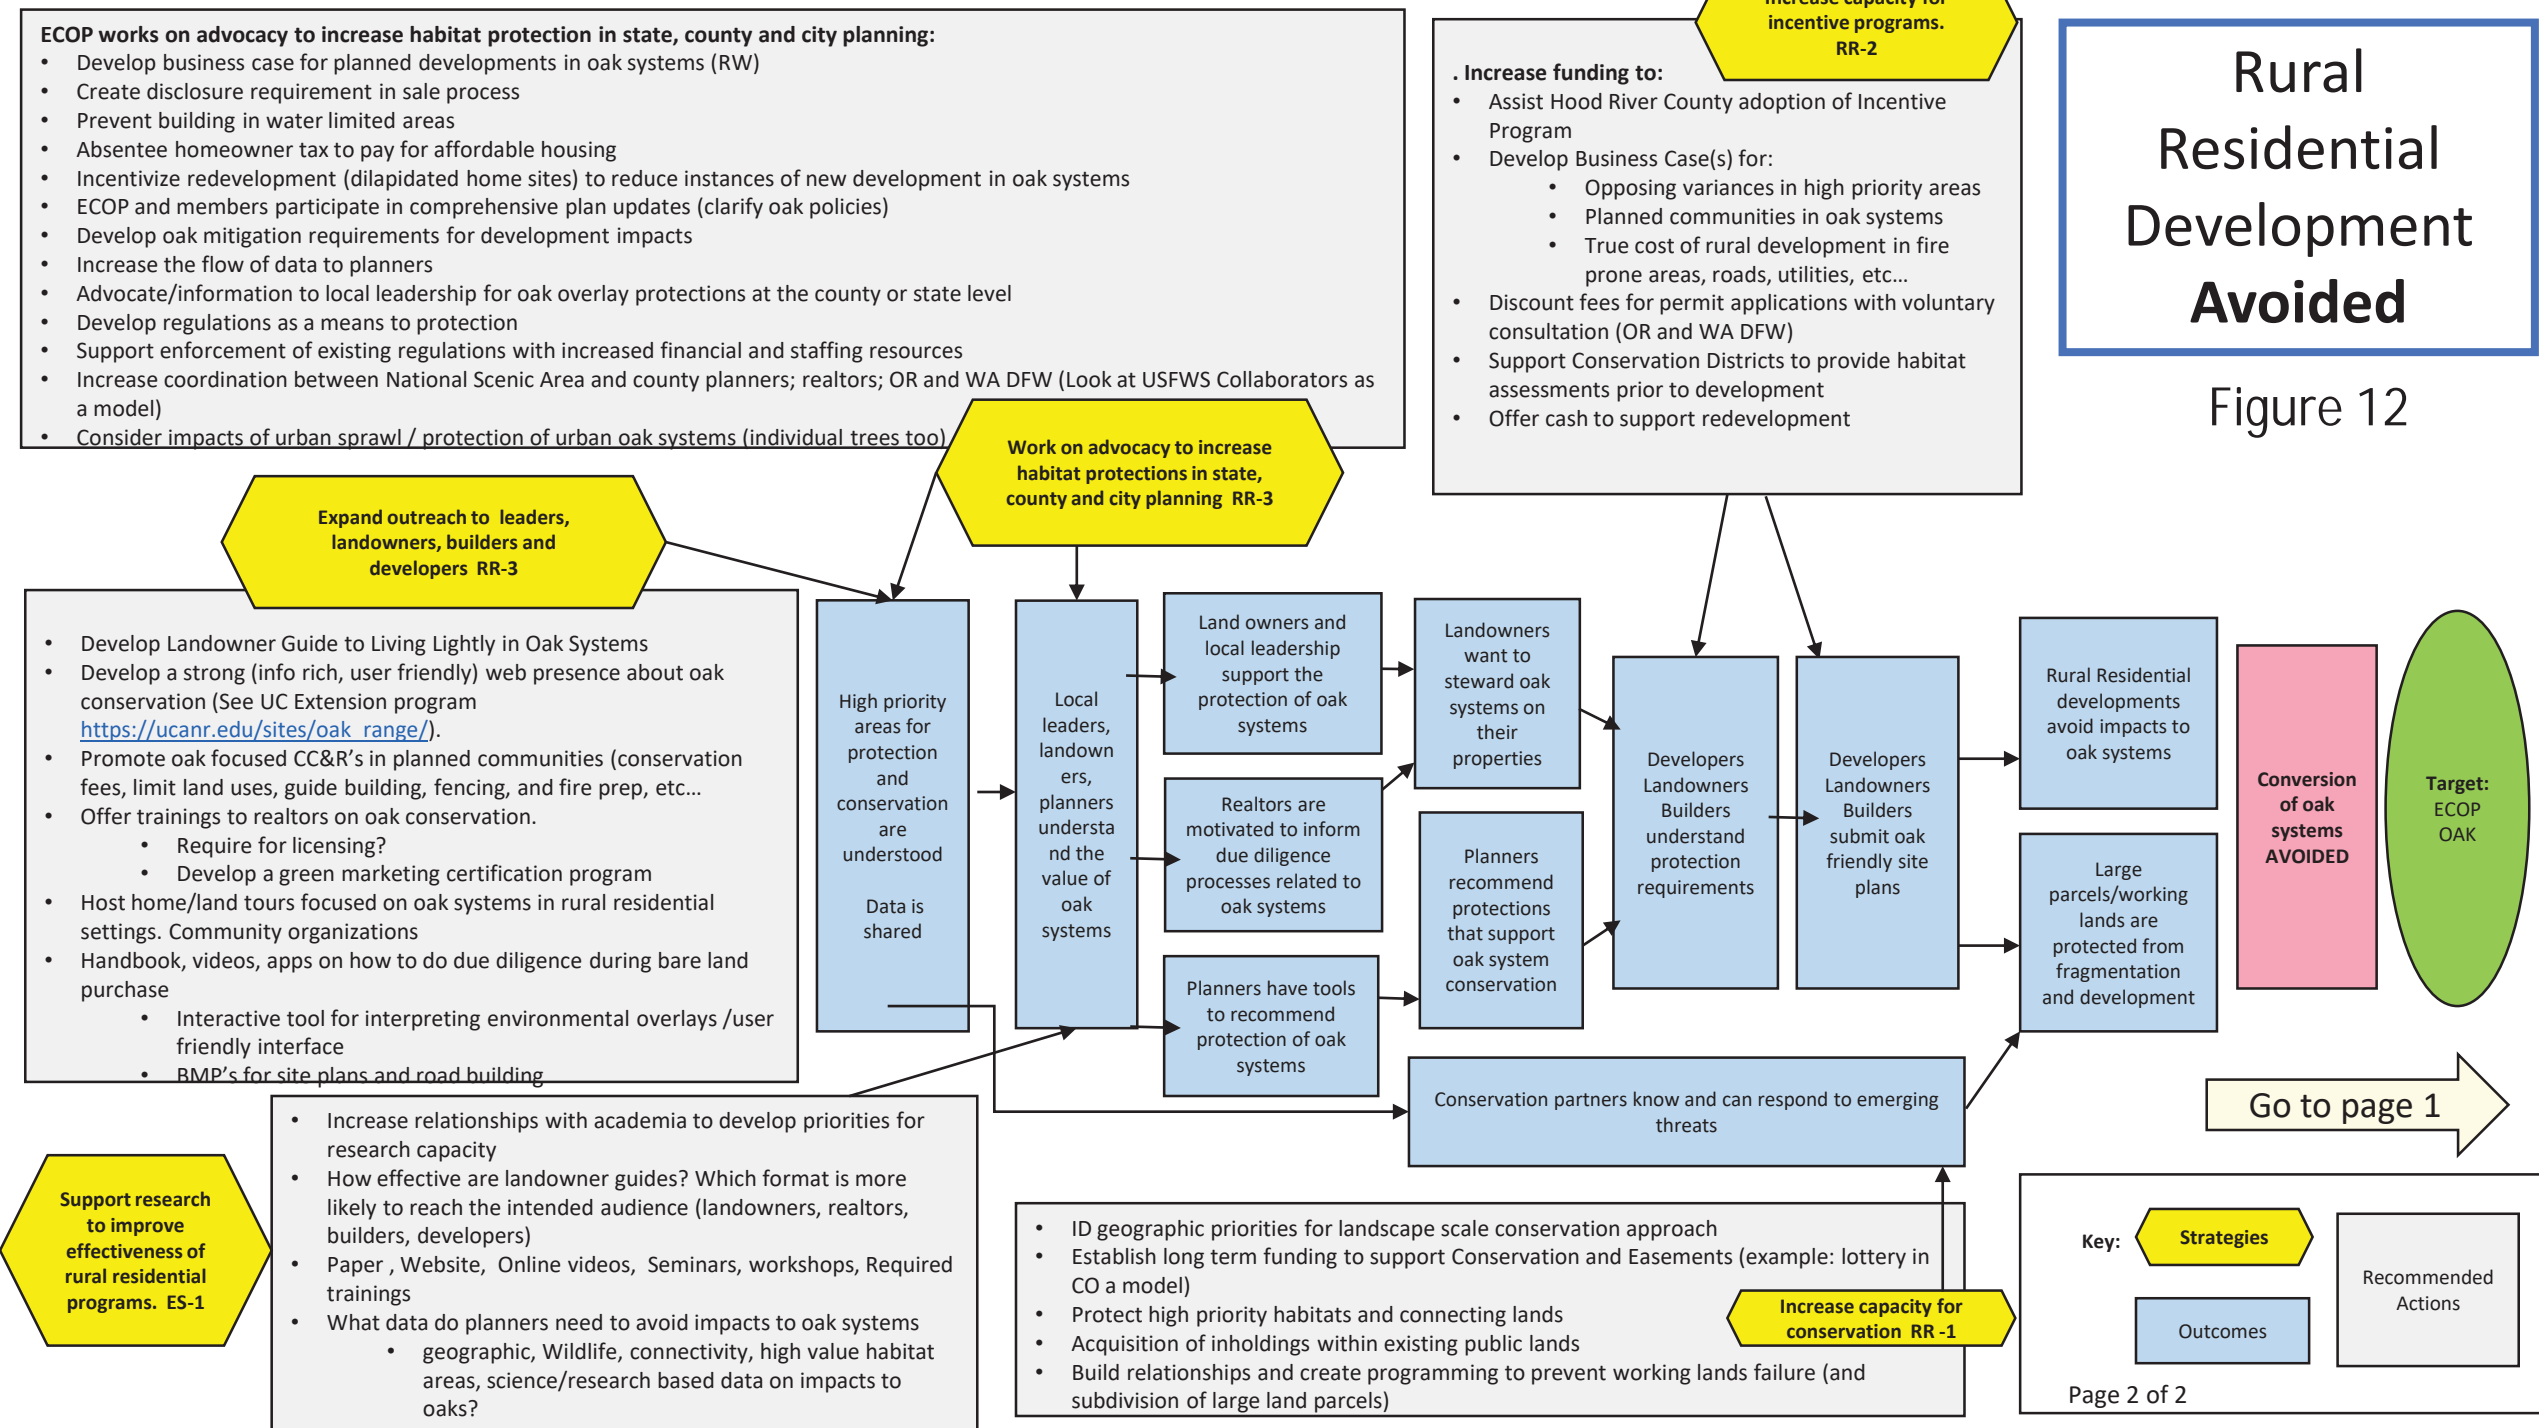 ECOP works on advocacy to increase habitat protection in state, county and city planning:
• Develop business case for planned developments in oak systems (RW)
• Create disclosure requirement in sale process
• Prevent building in water limited areas
• Absentee homeowner tax to pay for affordable housing
• Incentivize redevelopment (dilapidated home sites) to reduce instances of new development in oak systems
• ECOP and members participate in comprehensive plan updates (clarify oak policies)
• Develop oak mitigation requirements for development impacts
• Increase the flow of data to planners
• Advocate/information to local leadership for oak overlay protections at the county or state level
• Develop regulations as a means to protection
• Support enforcement of existing regulations with increased financial and staffing resources
• Increase coordination between National Scenic Area and county planners; realtors; OR and WA DFW (Look at USFWS Collaborators as
a model)
• Consider impacts of urban sprawl / protection of urban oak systems (individual trees too)
Increase capacity for
incentive programs.
RR-2
. Increase funding to:
• Assist Hood River County adoption of Incentive
Program
• Develop Business Case(s) for:
• Opposing variances in high priority areas
• Planned communities in oak systems
• True cost of rural development in fire
prone areas, roads, utilities, etc…
• Discount fees for permit applications with voluntary
consultation (OR and WA DFW)
• Support Conservation Districts to provide habitat
assessments prior to development
• Offer cash to support redevelopment
Rural
Residential
Development
Avoided
Figure 12
Work on advocacy to increase
habitat protections in state,
county and city planning RR-3
Expand outreach to leaders,
landowners, builders and
developers RR-3
• Develop Landowner Guide to Living Lightly in Oak Systems
• Develop a strong (info rich, user friendly) web presence about oak
conservation (See UC Extension program
https://ucanr.edu/sites/oak_range/).
• Promote oak focused CC&R’s in planned communities (conservation
fees, limit land uses, guide building, fencing, and fire prep, etc…
• Offer trainings to realtors on oak conservation.
• Require for licensing?
• Develop a green marketing certification program
• Host home/land tours focused on oak systems in rural residential
settings. Community organizations
• Handbook, videos, apps on how to do due diligence during bare land
purchase
• Interactive tool for interpreting environmental overlays /user
friendly interface
• BMP’s for site plans and road building
High priority
areas for
protection
and
conservation
are
understood
Data is
shared
Local
leaders,
landown
ers,
planners
understa
nd the
value of
oak
systems
Land owners and
local leadership
support the
protection of oak
systems
Realtors are
motivated to inform
due diligence
processes related to
oak systems
Planners have tools
to recommend
protection of oak
systems
Landowners
want to
steward oak
systems on
their
properties
Planners
recommend
protections
that support
oak system
conservation
Developers
Landowners
Builders
understand
protection
requirements
Developers
Landowners
Builders
submit oak
friendly site
plans
Rural Residential
developments
avoid impacts to
oak systems
Large
parcels/working
lands are
protected from
fragmentation
and development
Conversion
of oak
systems
AVOIDED
Target:
ECOP
OAK
Conservation partners know and can respond to emerging
threats
Go to page 1
Support research
to improve
effectiveness of
rural residential
programs. ES-1
• Increase relationships with academia to develop priorities for
research capacity
• How effective are landowner guides? Which format is more
likely to reach the intended audience (landowners, realtors,
builders, developers)
• Paper , Website, Online videos, Seminars, workshops, Required
trainings
• What data do planners need to avoid impacts to oak systems
• geographic, Wildlife, connectivity, high value habitat
areas, science/research based data on impacts to
oaks?
• ID geographic priorities for landscape scale conservation approach
• Establish long term funding to support Conservation and Easements (example: lottery in
CO a model)
• Protect high priority habitats and connecting lands
• Acquisition of inholdings within existing public lands
• Build relationships and create programming to prevent working lands failure (and
subdivision of large land parcels)
Increase capacity for
conservation RR -1
Key:
Strategies
Outcomes
Recommended
Actions
Page 2 of 2